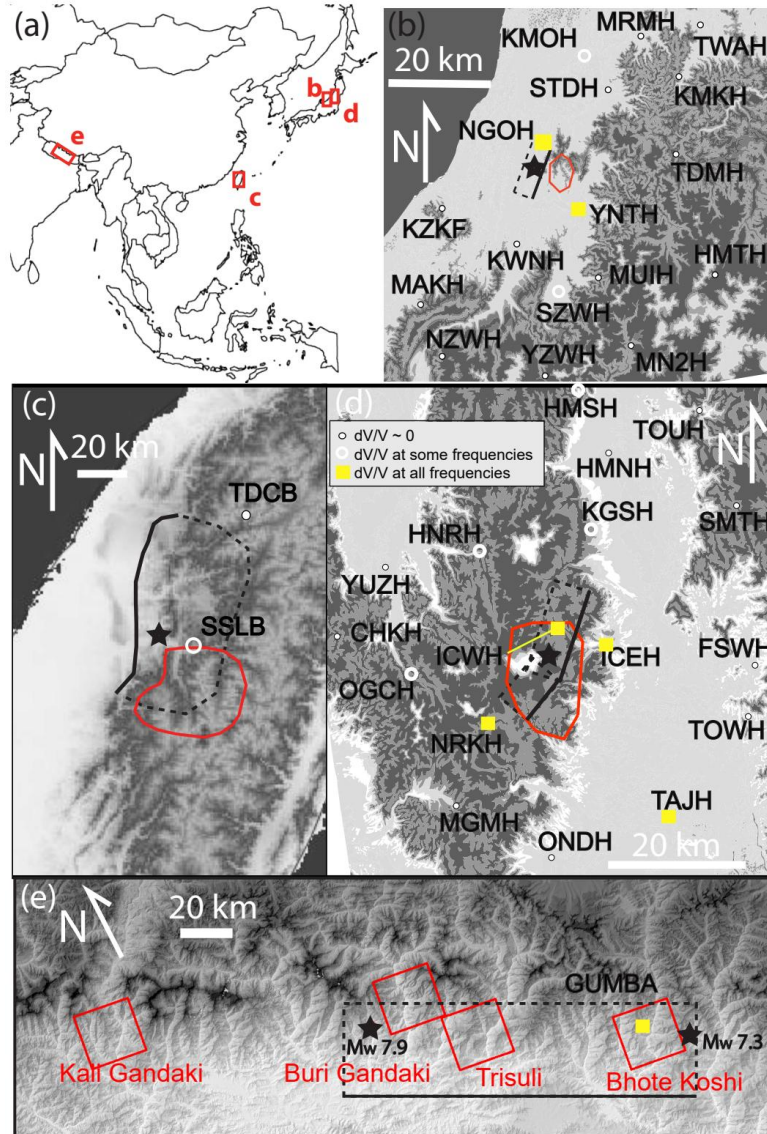 (a)
b
d
e
c
(b)
MRMH
KMOH
TWAH
20 km
STDH
KMKH
N
NGOH
TDMH
YNTH
KZKF
KWNH
HMTH
MUIH
MAKH
SZWH
NZWH
MN2H
YZWH
(c)
N
20 km
TDCB
SSLB
(d)
HMSH
dV/V ~ 0
dV/V at some frequencies
dV/V at all frequencies
TOUH
N
HMNH
KGSH
SMTH
HNRH
YUZH
CHKH
ICWH
ICEH
FSWH
OGCH
TOWH
NRKH
TAJH
MGMH
ONDH
20 km
(e)
N
20 km
GUMBA
Mw 7.9
Mw 7.3
Kali Gandaki
Buri Gandaki
Trisuli
Bhote Koshi